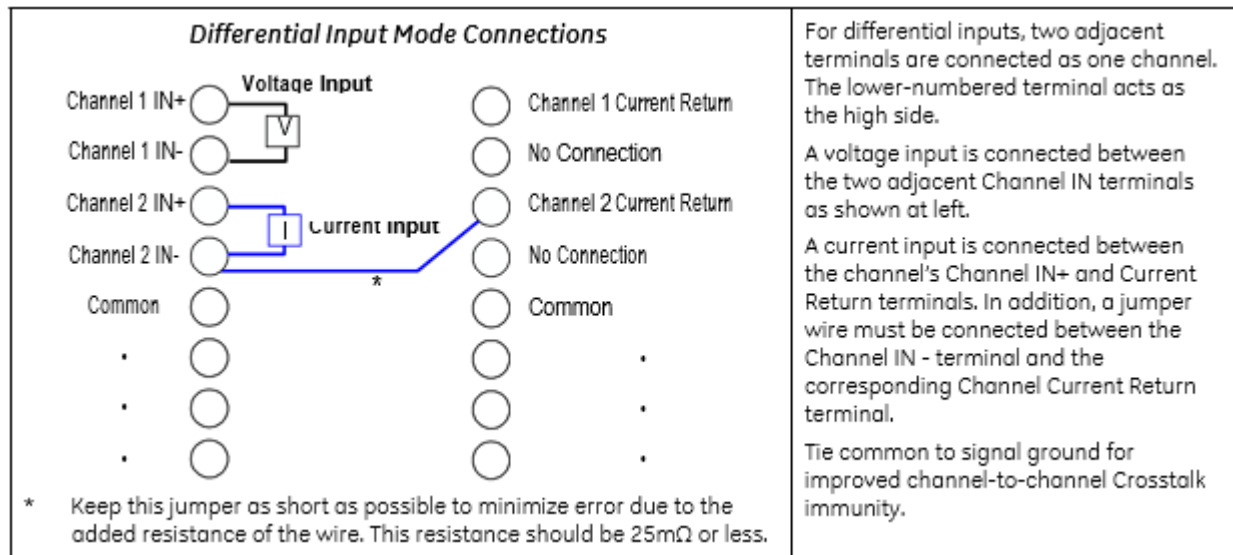 Differential Input Mode Connections
Voltage Input
Channel 1 IN+
V
Channel 1 IN-
Channel 2 IN+
I
Current Input
Channel 2 IN-
*
Common
.
.
.
Channel 1 Current Return
No Connection
Channel 2 Current Return
No Connection
Common
.
.
.
* Keep this jumper as short as possible to minimize error due to the
added resistance of the wire. This resistance should be 25mΩ or less.
For differential inputs, two adjacent
terminals are connected as one channel.
The lower-numbered terminal acts as
the high side.
A voltage input is connected between
the two adjacent Channel IN terminals
as shown at left.
A current input is connected between
the channel's Channel IN+ and Current
Return terminals. In addition, a jumper
wire must be connected between the
Channel IN - terminal and the
corresponding Channel Current Return
terminal.
Tie common to signal ground for
improved channel-to-channel Crosstalk
immunity.